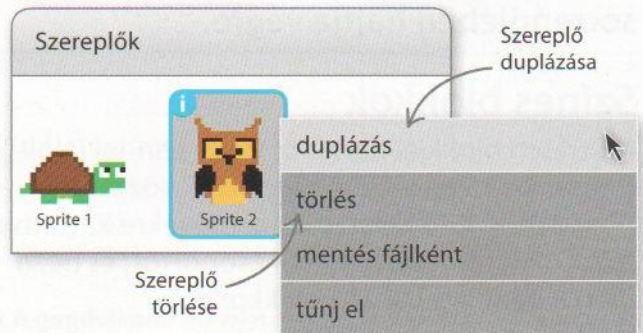 Szereplők
Szereplő
duplázása
i
duplázás
törlés
mentés fájlként
tűnj el
Sprite 1
Sprite 2
Szereplő
törlése